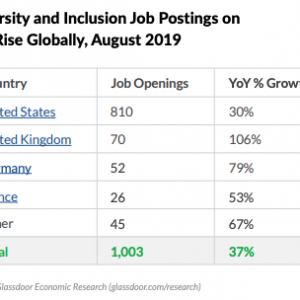 rsity and Inclusion Job Postings on
Rise Globally, August 2019
untry Job Openings YoY % Growt
ted States 810 30%
ted Kingdom 70 106%
rmany 52 79%
nce 26 53%
er 45 67%
al 1,003 37%
Glassdoor Economic Research (glassdoor.com/research)